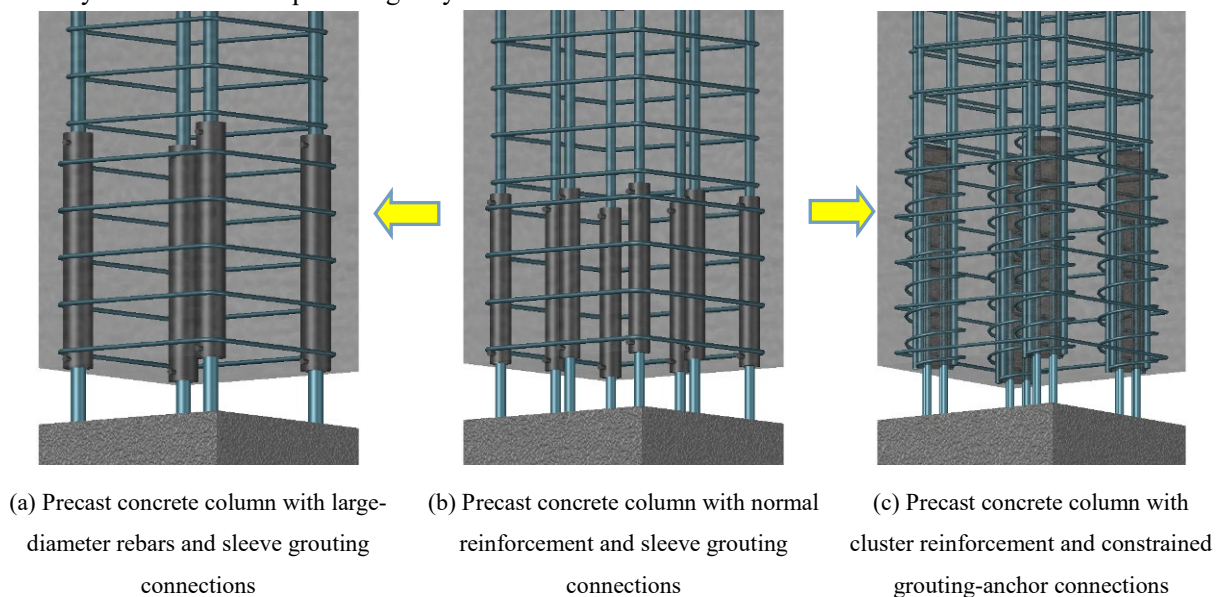 (a) Precast concrete column with large-
diameter rebars and sleeve grouting
connections
(b) Precast concrete column with normal
reinforcement and sleeve grouting
connections
(c) Precast concrete column with
cluster reinforcement and constrained
grouting-anchor connections